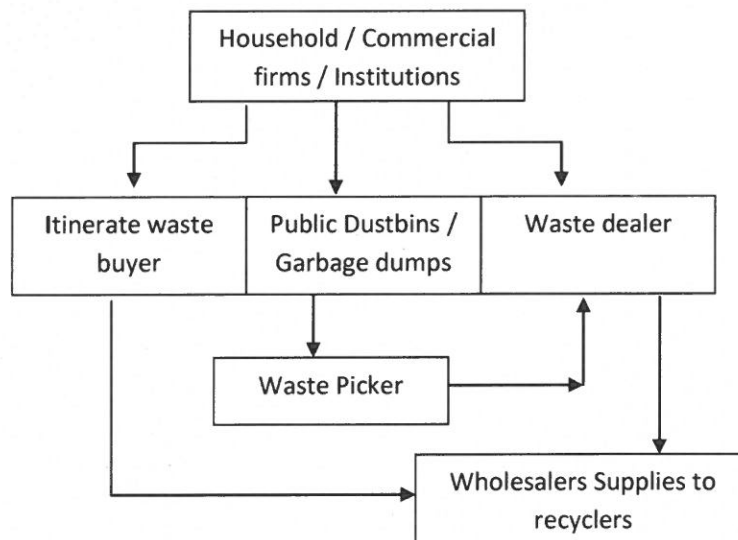 Household / Commercial
firms / Institutions
Itinerate waste
buyer
Public Dustbins /
Garbage dumps
Waste dealer
Waste Picker
Wholesalers Supplies to
recyclers